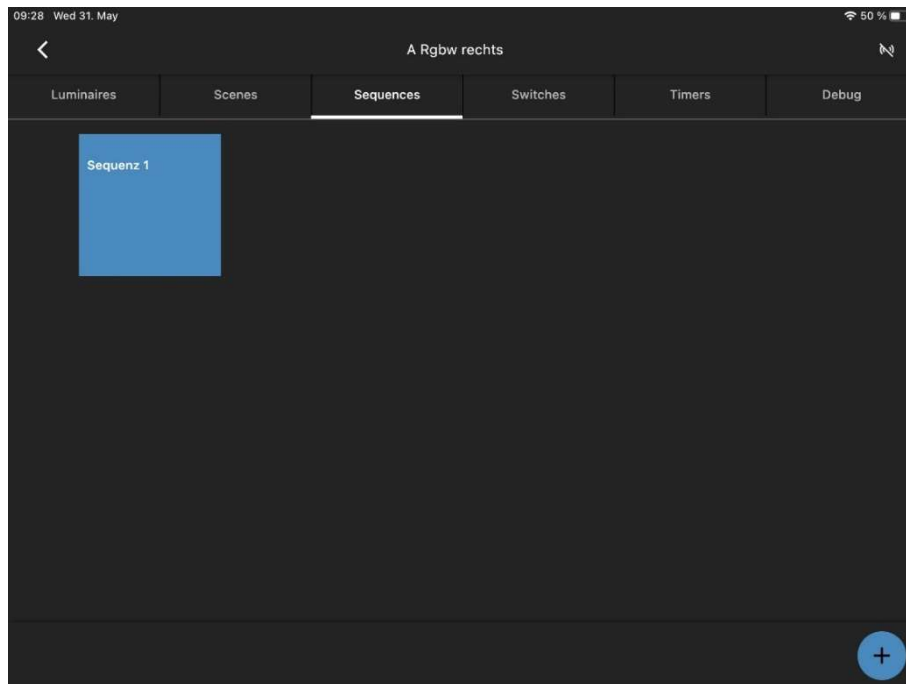 09:28 Wed 31. May 50 %
A Rgbw rechts
Luminaires Scenes Sequences Switches Timers Debug
Sequenz 1
+